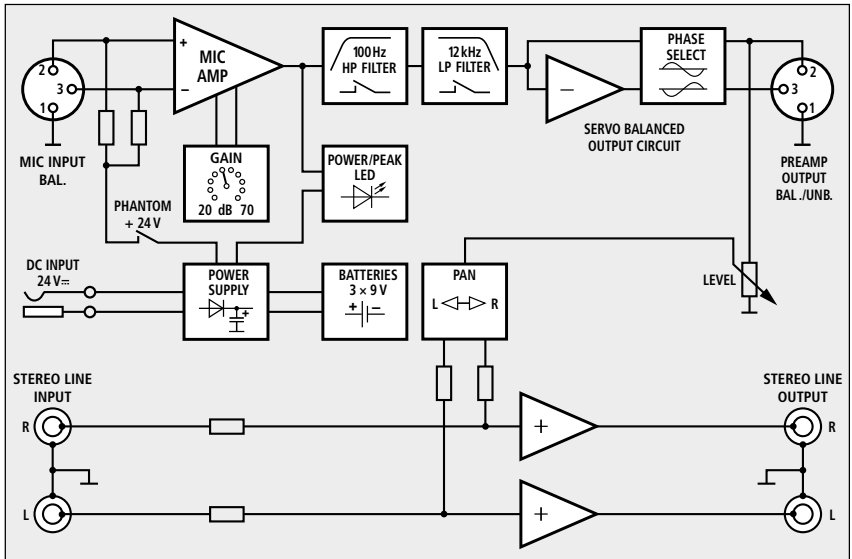 100 Hz
HP FILTER
12 kHz
LP FILTER
PHASE
SELECT
MIC
AMP
+
−
2
3
1
2
3
1
−
MIC INPUT
BAL.
GAIN
20 dB 70
POWER/PEAK
LED
SERVO BALANCED
OUTPUT CIRCUIT
PREAMP
OUTPUT
BAL./UNB.
PHANTOM
+ 24 V
DC INPUT
24 V
POWER
SUPPLY
+
BATTERIES
3 × 9 V
+ −
PAN
L R
LEVEL
STEREO LINE
INPUT
STEREO LINE
OUTPUT
R
+
R
L
+
L